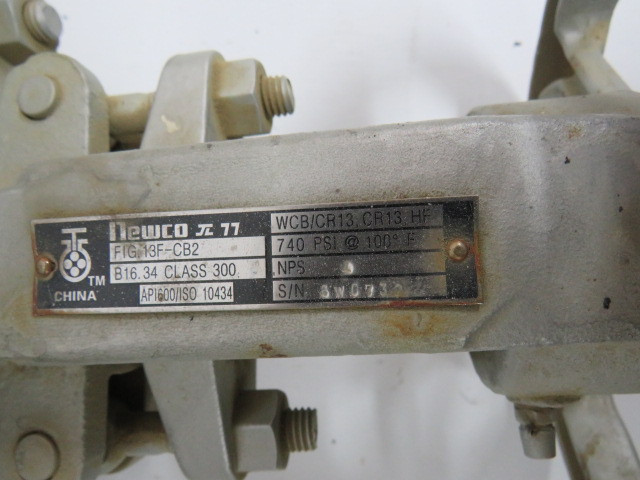 newco 77
FIG.13F-CB2
B16.34 CLASS 300
API600/ISO 10434
TM
CHINA
WCB/CR13, CR13, HF
740 PSI @ 100° F
NPS
S/N